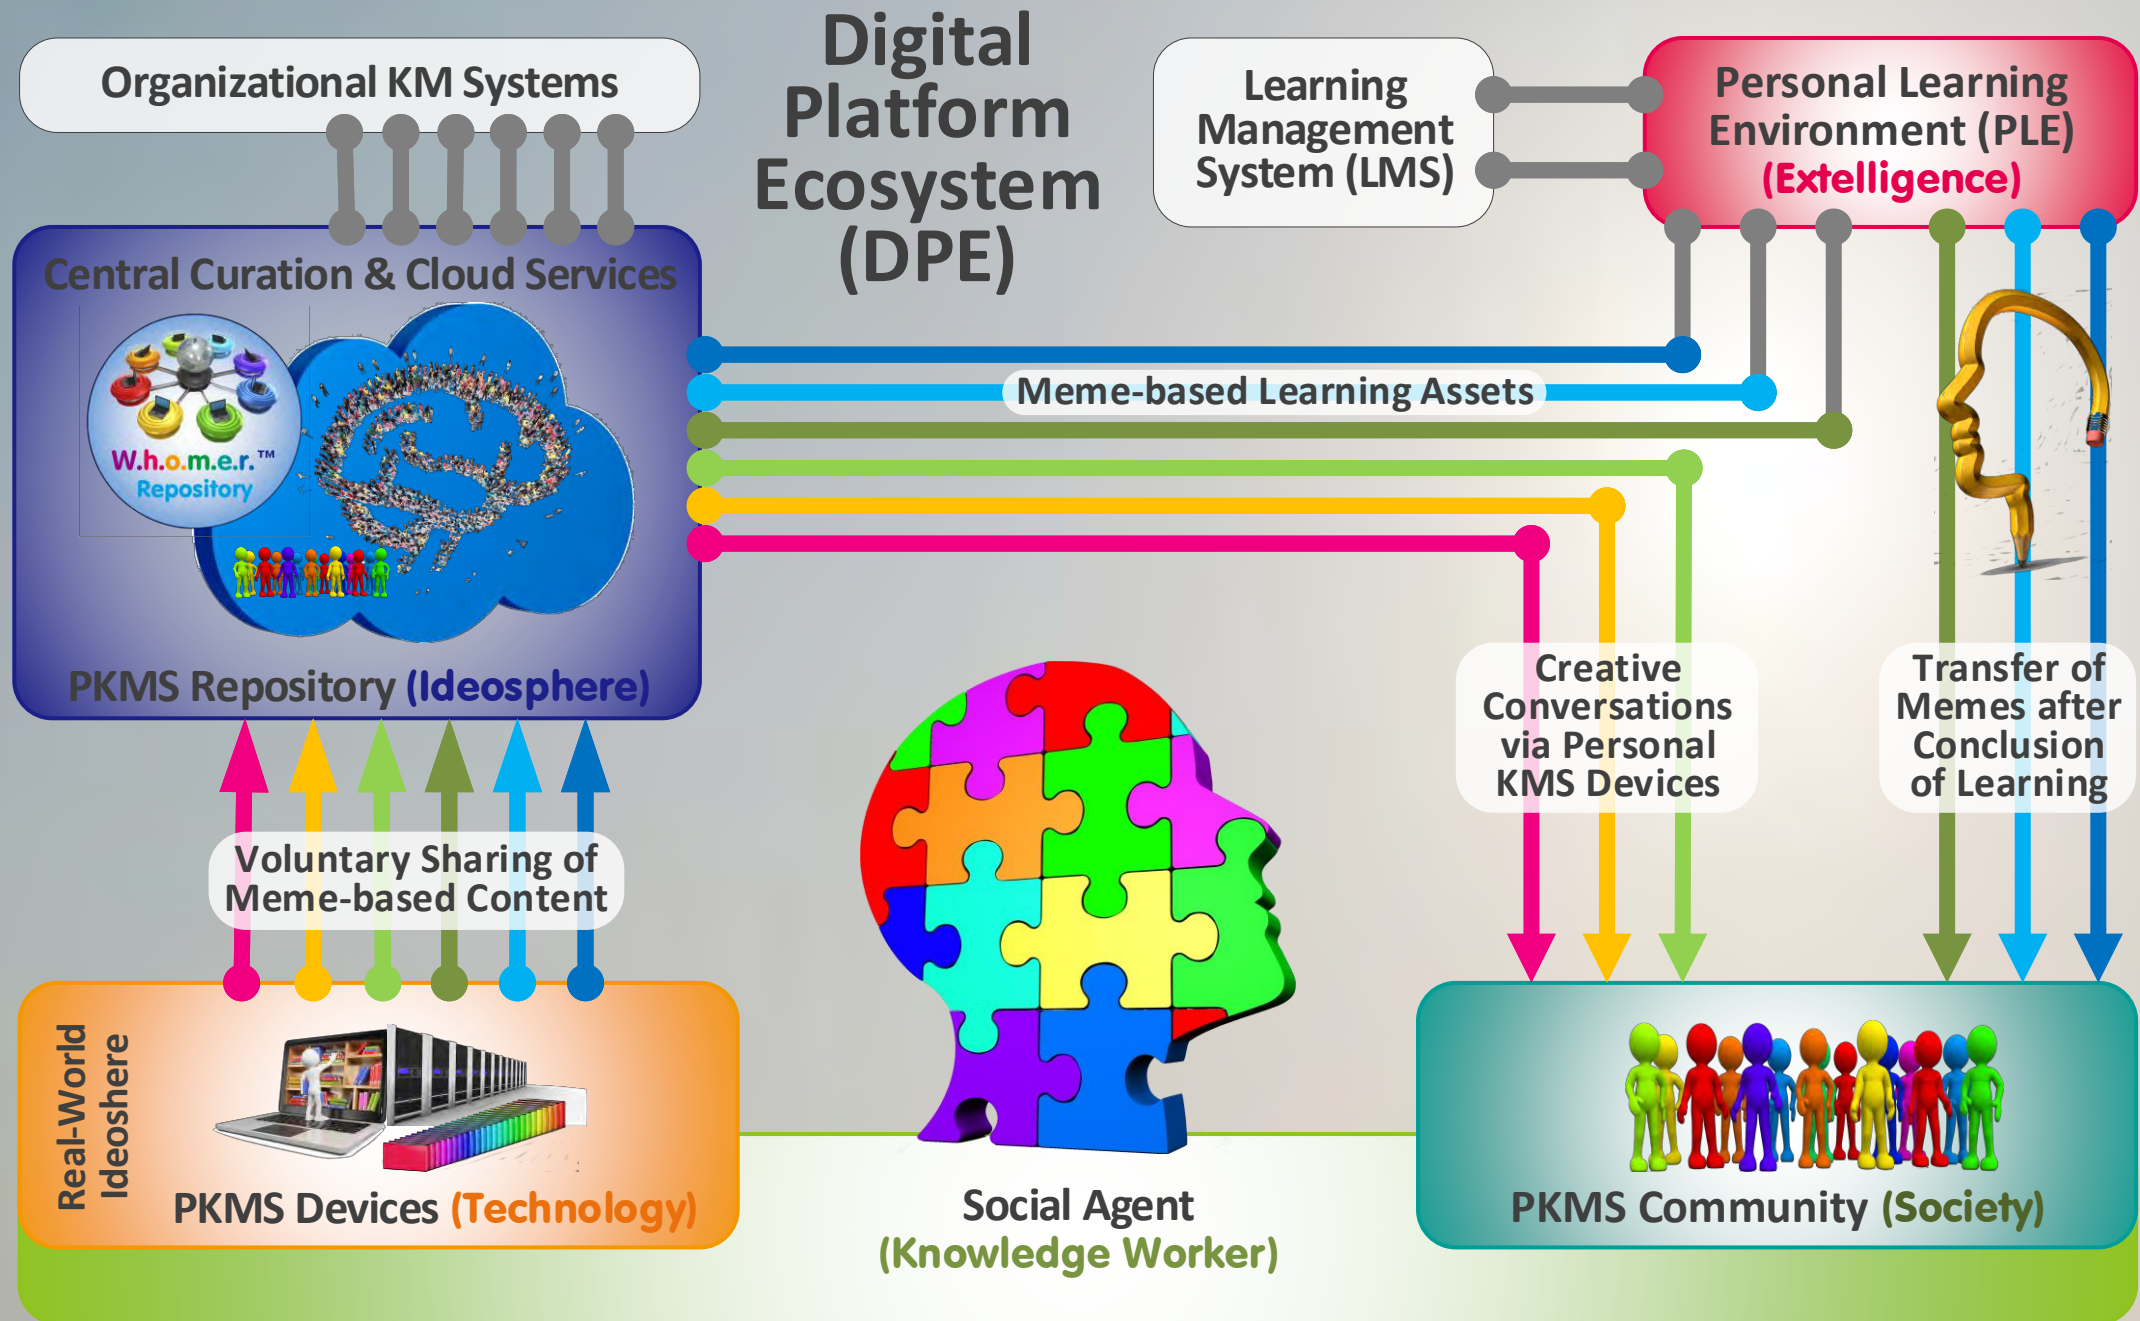 Digital
Platform
Ecosystem
(DPE)
Organizational KM Systems
Learning
Management
System (LMS)
Personal Learning
Environment (PLE)
(Extelligence)
Central Curation & Cloud Services
W.h.o.m.e.r.™
Repository
PKMS Repository (Ideosphere)
Meme-based Learning Assets
Creative
Conversations
via Personal
KMS Devices
Transfer of
Memes after
Conclusion
of Learning
Voluntary Sharing of
Meme-based Content
Real-World
Ideoshere
PKMS Devices (Technology)
Social Agent
(Knowledge Worker)
PKMS Community (Society)